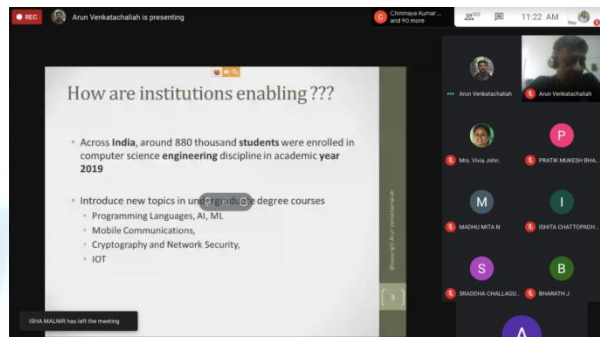 REC
Arun Venkatachaliah is presenting
Chinmaya Kumar ..
and 90 more
11:22 AM
You
How are institutions enabling ???
Across India, around 880 thousand students were enrolled in
computer science engineering discipline in academic year
2019
Introduce new topics in undergraduate degree courses
Programming Languages, AI, ML
Mobile Communications,
Cryptography and Network Security,
IOT
3
Arun Venkatachaliah
Arun Venkatachaliah
Mrs. Vivia John.
P
PRATIK MUKESH BHA..
M
MADHU MITA N
I
ISHITA CHATTOPADH..
S
SRADDHA CHALLAGU..
B
BHARATH J
A
ISHA MALNIR has left the meeting